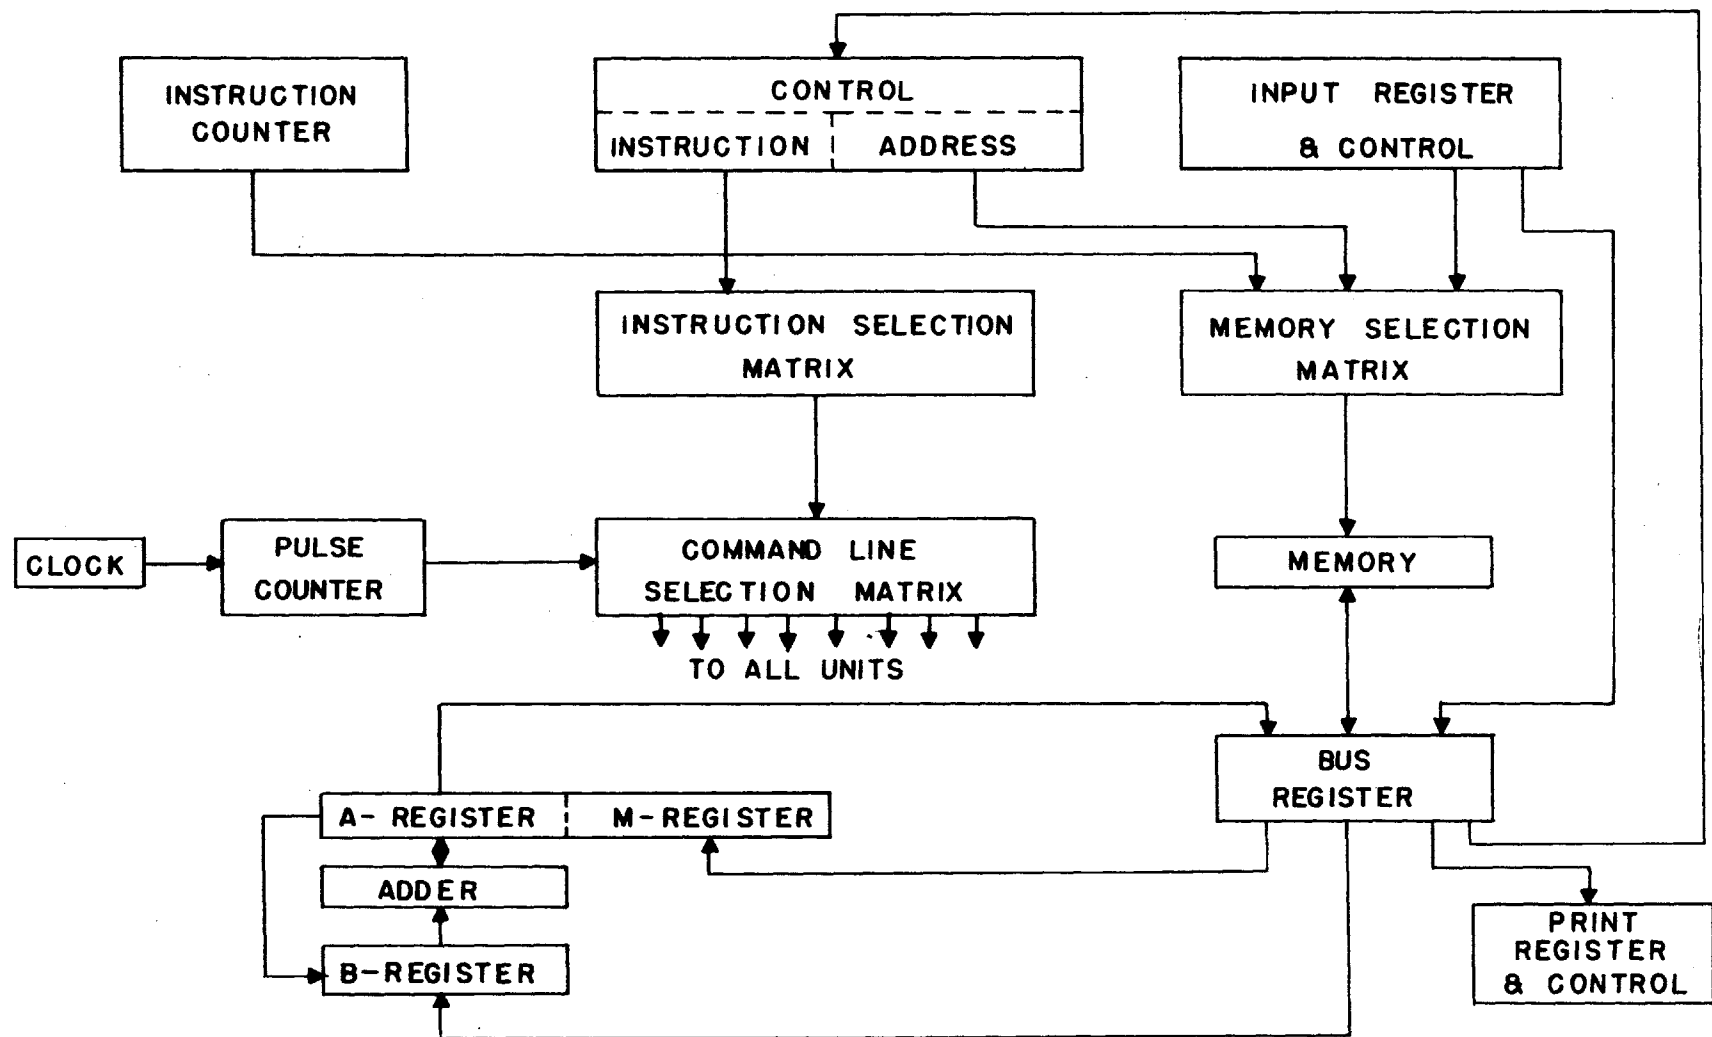 INSTRUCTION
COUNTER
CONTROL
INSTRUCTION
ADDRESS
INPUT REGISTER
& CONTROL
INSTRUCTION SELECTION
MATRIX
MEMORY SELECTION
MATRIX
CLOCK
PULSE
COUNTER
COMMAND LINE
SELECTION MATRIX
TO ALL UNITS
MEMORY
BUS
REGISTER
A-REGISTER
M-REGISTER
ADDER
B-REGISTER
PRINT
REGISTER
& CONTROL